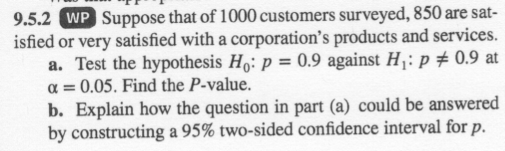 9.5.2 WP Suppose that of 1000 customers surveyed, 850 are sat-
isfied or very satisfied with a corporation's products and services.
a. Test the hypothesis H₀: p = 0.9 against H₁: p ≠ 0.9 at
α = 0.05. Find the P-value.
b. Explain how the question in part (a) could be answered
by constructing a 95% two-sided confidence interval for p.